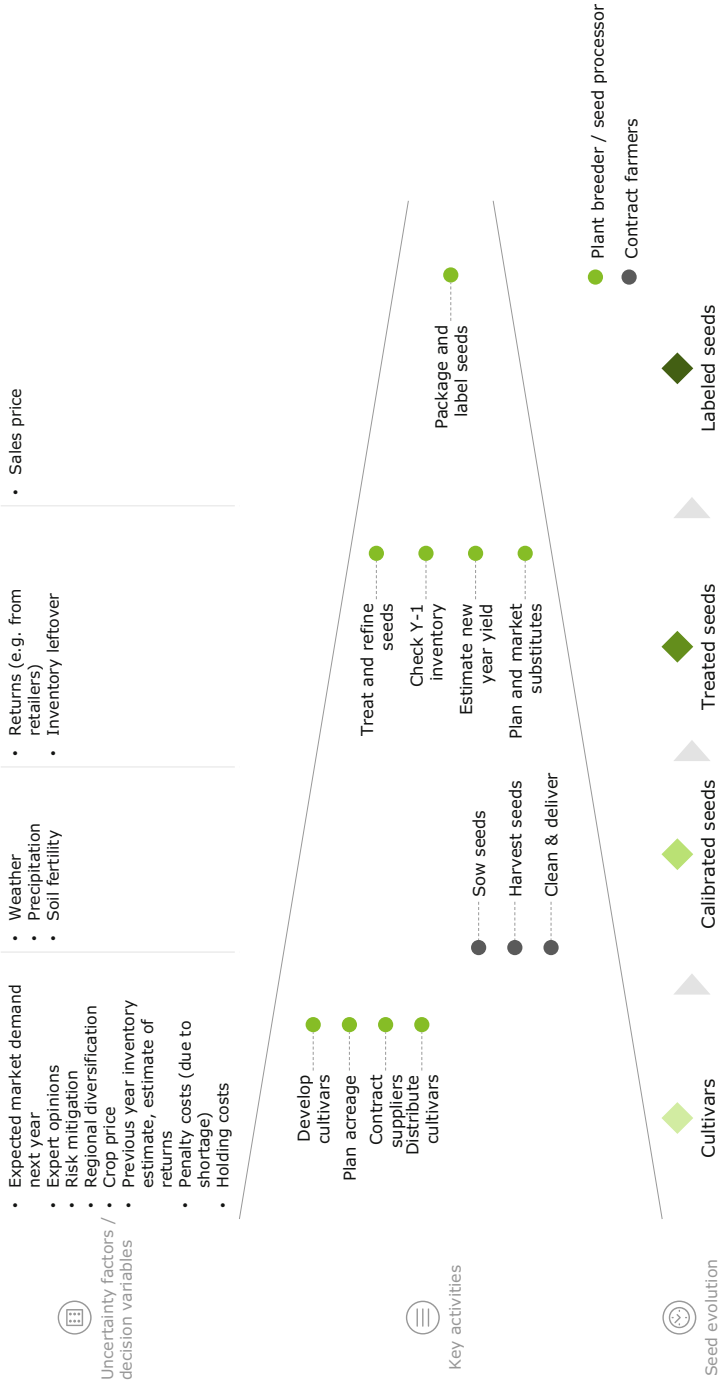 Uncertainty factors /
decision variables
• Expected market demand
next year
• Expert opinions
• Risk mitigation
• Regional diversification
• Crop price
• Previous year inventory
estimate, estimate of
returns
• Penalty costs (due to
shortage)
• Holding costs
• Weather
• Precipitation
• Soil fertility
• Returns (e.g. from
retailers)
• Inventory leftover
• Sales price
Key activities
Develop
cultivars
Plan acreage
Contract
suppliers
Distribute
cultivars
Sow seeds
Harvest seeds
Clean & deliver
Treat and refine
seeds
Check Y-1
inventory
Estimate new
year yield
Plan and market
substitutes
Package and
label seeds
Plant breeder / seed processor
Contract farmers
Seed evolution
Cultivars
Calibrated seeds
Treated seeds
Labeled seeds